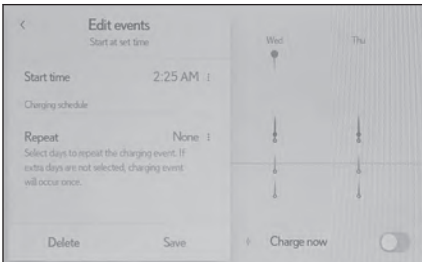 Edit events
Start at set time
Wed
Thu
Start time
2:25 AM
Charging schedule
Repeat
None
Select days to repeat the charging event. If
extra days are not selected, charging event
will occur once.
Delete
Save
Charge now